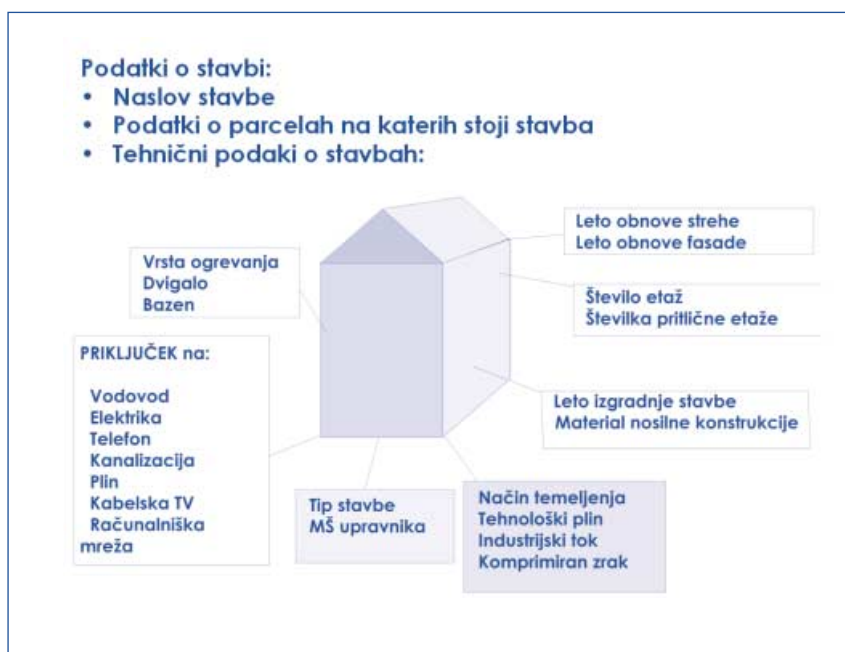 Podatki o stavbi:
• Naslov stavbe
• Podatki o parcelah na katerih stoji stavba
• Tehnični podaki o stavbah:
Leto obnove strehe
Leto obnove fasade
Vrsta ogrevanja
Dvigalo
Bazen
Število etaž
Številka pritlične etaže
PRIKLJUČEK na:
Vodovod
Elektrika
Telefon
Kanalizacija
Plin
Kabelska TV
Računalniška
mreža
Leto izgradnje stavbe
Material nosilne konstrukcije
Tip stavbe
MŠ upravnika
Način temeljenja
Tehnološki plin
Industrijski tok
Komprimiran zrak